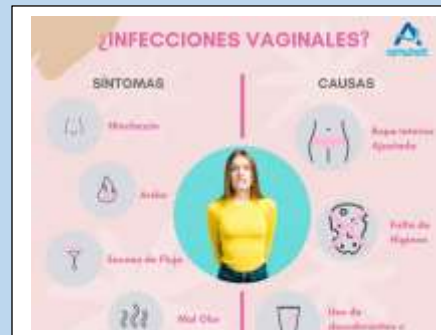 ¿INFECCIONES VAGINALES?
SÍNTOMAS
Hinchazón
Ardor
Exceso de Flujo
Mal Olor
CAUSAS
Ropa interior
Ajustada
Falta de
Higiene
Uso de